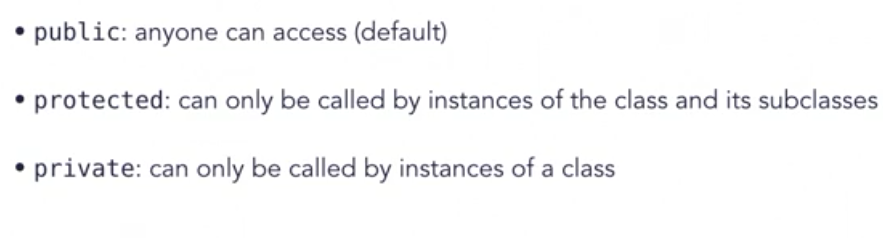 • public: anyone can access (default)
• protected: can only be called by instances of the class and its subclasses
• private: can only be called by instances of a class